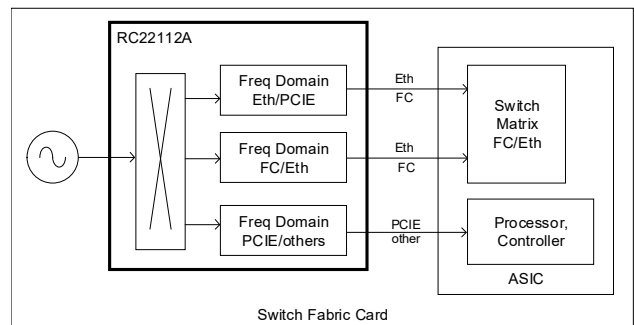 RC22112A
Freq Domain
Eth/PCIE
Eth
FC
Switch
Matrix
FC/Eth
Freq Domain
FC/Eth
Eth
FC
Freq Domain
PCIE/others
PCIE
other
Processor,
Controller
ASIC
Switch Fabric Card